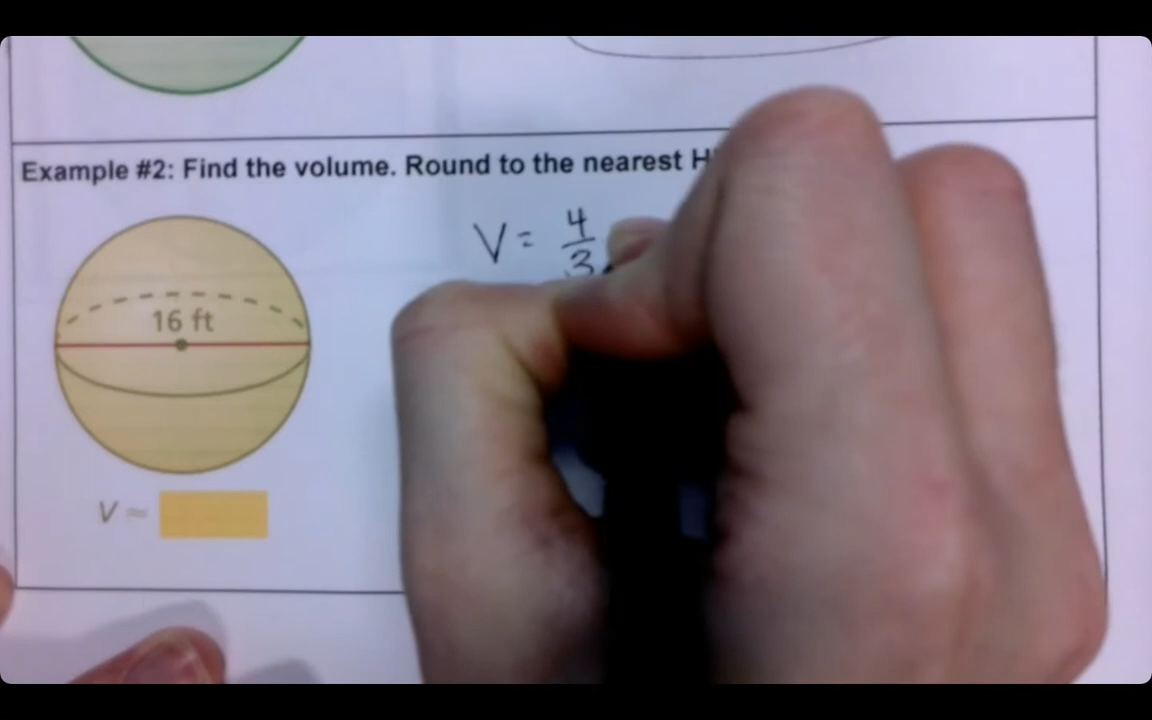 Example #2: Find the volume. Round to the nearest
V = 4/3
16 ft
V ≈